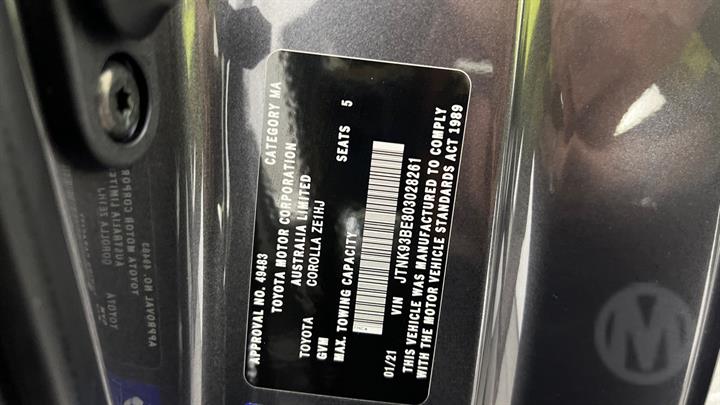 APPROVAL NO. 49483 CATEGORY MA
TOYOTA MOTOR CORPORATION
AUSTRALIA LIMITED
TOYOTA COROLLA ZE1HJ
GVM SEATS 5
MAX. TOWING CAPACITY
01/21 VIN JTNK93BE803028261
THIS VEHICLE WAS MANUFACTURED TO COMPLY
WITH THE MOTOR VEHICLE STANDARDS ACT 1989
M